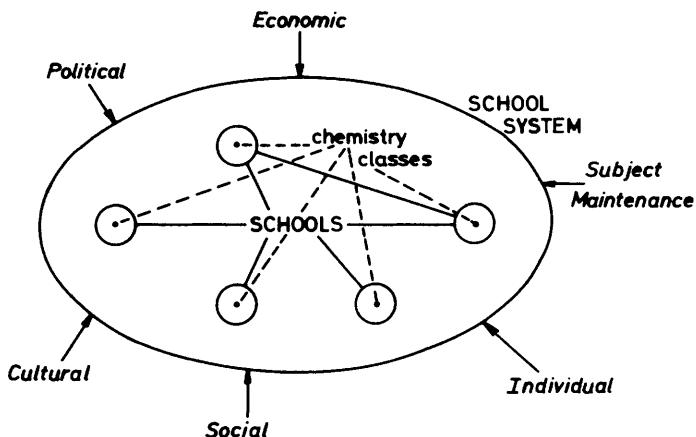 Economic
Political
SCHOOL
SYSTEM
chemistry
classes
Subject
Maintenance
SCHOOLS
Cultural
Individual
Social